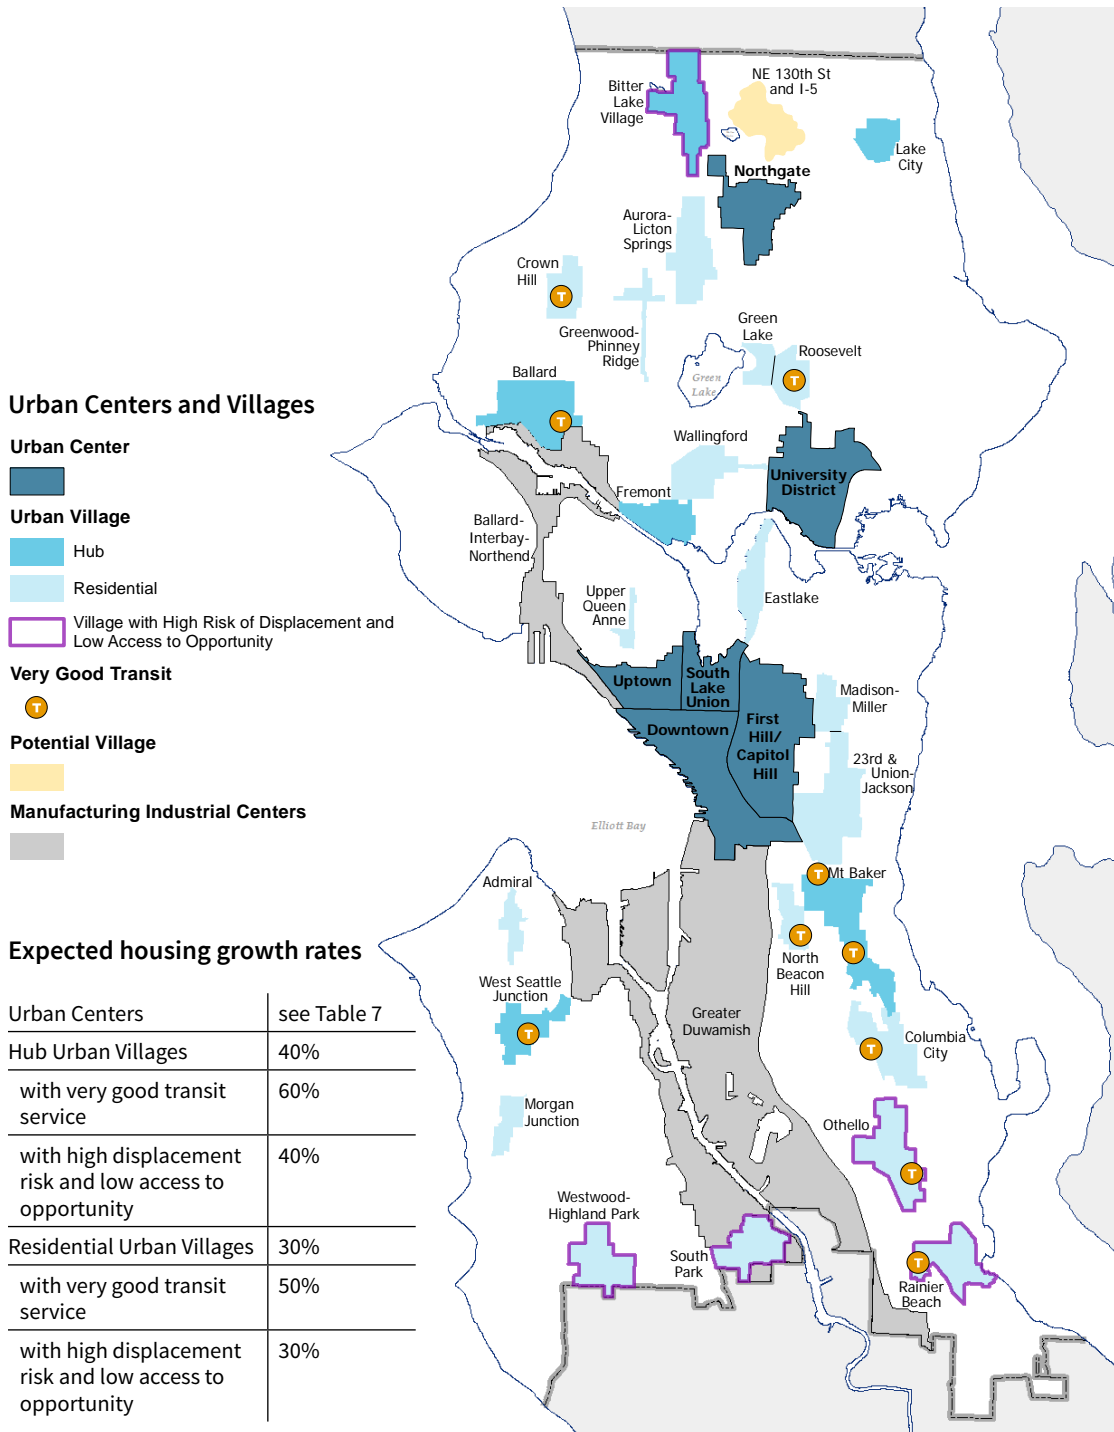 NE 130th St
and I-5
Bitter
Lake
Village
Lake
City
Northgate
Aurora-
Licton
Springs
Crown
Hill
T
Greenwood-
Phinney
Ridge
Green
Lake
Roosevelt
T
Green
Lake
Ballard
T
Wallingford
University
District
Fremont
Ballard-
Interbay-
Northend
Upper
Queen
Anne
Eastlake
Uptown
South
Lake
Union
Downtown
First
Hill/
Capitol
Hill
Madison-
Miller
23rd &
Union-
Jackson
Elliott Bay
Admiral
T
Mt Baker
T
North
Beacon
Hill
T
West Seattle
Junction
T
Greater
Duwamish
Columbia
City
T
Morgan
Junction
Othello
T
Westwood-
Highland Park
South
Park
T
Rainier
Beach
Urban Centers and Villages
Urban Center
Urban Village
Hub
Residential
Village with High Risk of Displacement and
Low Access to Opportunity
Very Good Transit
T
Potential Village
Manufacturing Industrial Centers
Expected housing growth rates
Urban Centers see Table 7
Hub Urban Villages 40%
with very good transit 60%
service
with high displacement 40%
risk and low access to
opportunity
Residential Urban Villages 30%
with very good transit 50%
service
with high displacement 30%
risk and low access to
opportunity